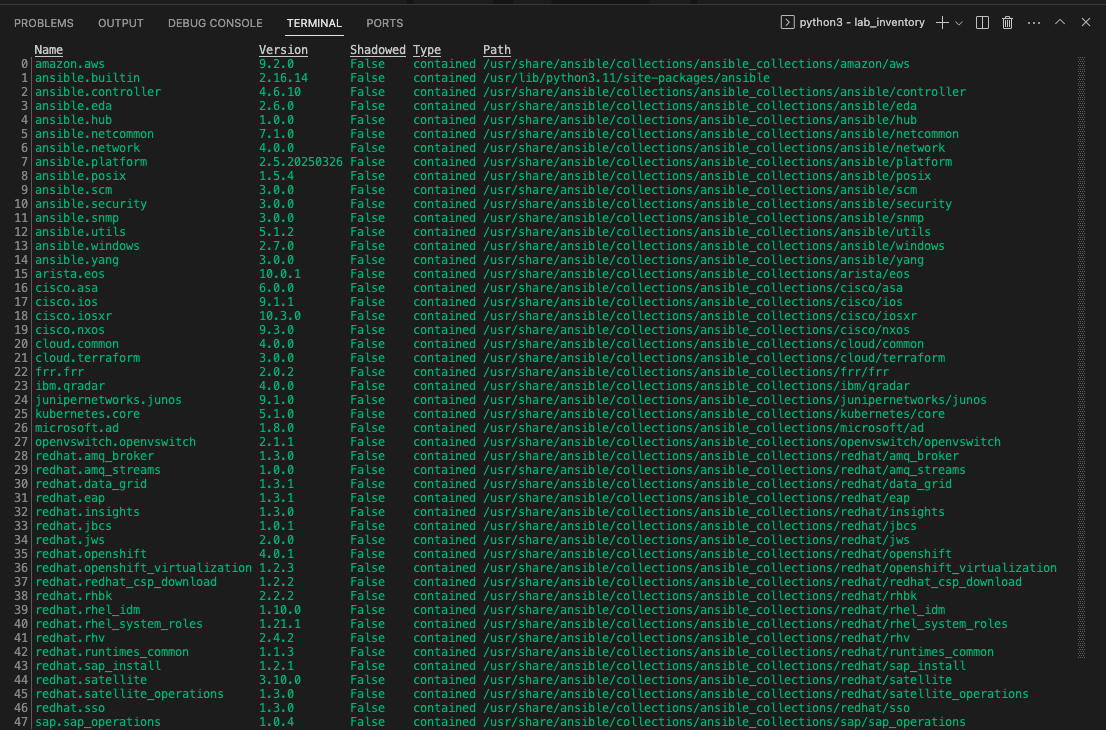 PROBLEMS OUTPUT DEBUG CONSOLE TERMINAL PORTS python3 - lab_inventory
Name Version Shadowed Type Path
0 amazon.aws 9.2.0 False contained /usr/share/ansible/collections/ansible_collections/amazon/aws
1 ansible.builtin 2.16.14 False contained /usr/lib/python3.11/site-packages/ansible
2 ansible.controller 4.6.10 False contained /usr/share/ansible/collections/ansible_collections/ansible/controller
3 ansible.eda 2.6.0 False contained /usr/share/ansible/collections/ansible_collections/ansible/eda
4 ansible.hub 1.0.0 False contained /usr/share/ansible/collections/ansible_collections/ansible/hub
5 ansible.netcommon 7.1.0 False contained /usr/share/ansible/collections/ansible_collections/ansible/netcommon
6 ansible.network 4.0.0 False contained /usr/share/ansible/collections/ansible_collections/ansible/network
7 ansible.platform 2.5.20250326 False contained /usr/share/ansible/collections/ansible_collections/ansible/platform
8 ansible.posix 1.5.4 False contained /usr/share/ansible/collections/ansible_collections/ansible/posix
9 ansible.scm 3.0.0 False contained /usr/share/ansible/collections/ansible_collections/ansible/scm
10 ansible.security 3.0.0 False contained /usr/share/ansible/collections/ansible_collections/ansible/security
11 ansible.snmp 3.0.0 False contained /usr/share/ansible/collections/ansible_collections/ansible/snmp
12 ansible.utils 5.1.2 False contained /usr/share/ansible/collections/ansible_collections/ansible/utils
13 ansible.windows 2.7.0 False contained /usr/share/ansible/collections/ansible_collections/ansible/windows
14 ansible.yang 3.0.0 False contained /usr/share/ansible/collections/ansible_collections/ansible/yang
15 arista.eos 10.0.1 False contained /usr/share/ansible/collections/ansible_collections/arista/eos
16 cisco.asa 6.0.0 False contained /usr/share/ansible/collections/ansible_collections/cisco/asa
17 cisco.ios 9.1.1 False contained /usr/share/ansible/collections/ansible_collections/cisco/ios
18 cisco.iosxr 10.3.0 False contained /usr/share/ansible/collections/ansible_collections/cisco/iosxr
19 cisco.nxos 9.3.0 False contained /usr/share/ansible/collections/ansible_collections/cisco/nxos
20 cloud.common 4.0.0 False contained /usr/share/ansible/collections/ansible_collections/cloud/common
21 cloud.terraform 3.0.0 False contained /usr/share/ansible/collections/ansible_collections/cloud/terraform
22 frr.frr 2.0.2 False contained /usr/share/ansible/collections/ansible_collections/frr/frr
23 ibm.qradar 4.0.0 False contained /usr/share/ansible/collections/ansible_collections/ibm/qradar
24 junipernetworks.junos 9.1.0 False contained /usr/share/ansible/collections/ansible_collections/junipernetworks/junos
25 kubernetes.core 5.1.0 False contained /usr/share/ansible/collections/ansible_collections/kubernetes/core
26 microsoft.ad 1.8.0 False contained /usr/share/ansible/collections/ansible_collections/microsoft/ad
27 openvswitch.openvswitch 2.1.1 False contained /usr/share/ansible/collections/ansible_collections/openvswitch/openvswitch
28 redhat.amq_broker 1.3.0 False contained /usr/share/ansible/collections/ansible_collections/redhat/amq_broker
29 redhat.amq_streams 1.0.0 False contained /usr/share/ansible/collections/ansible_collections/redhat/amq_streams
30 redhat.data_grid 1.3.1 False contained /usr/share/ansible/collections/ansible_collections/redhat/data_grid
31 redhat.eap 1.3.1 False contained /usr/share/ansible/collections/ansible_collections/redhat/eap
32 redhat.insights 1.3.0 False contained /usr/share/ansible/collections/ansible_collections/redhat/insights
33 redhat.jbcs 1.0.1 False contained /usr/share/ansible/collections/ansible_collections/redhat/jbcs
34 redhat.jws 2.0.0 False contained /usr/share/ansible/collections/ansible_collections/redhat/jws
35 redhat.openshift 4.0.1 False contained /usr/share/ansible/collections/ansible_collections/redhat/openshift
36 redhat.openshift_virtualization 1.2.3 False contained /usr/share/ansible/collections/ansible_collections/redhat/openshift_virtualization
37 redhat.redhat_csp_download 1.2.2 False contained /usr/share/ansible/collections/ansible_collections/redhat/redhat_csp_download
38 redhat.rhbk 2.2.2 False contained /usr/share/ansible/collections/ansible_collections/redhat/rhbk
39 redhat.rhel_idm 1.10.0 False contained /usr/share/ansible/collections/ansible_collections/redhat/rhel_idm
40 redhat.rhel_system_roles 1.21.1 False contained /usr/share/ansible/collections/ansible_collections/redhat/rhel_system_roles
41 redhat.rhv 2.4.2 False contained /usr/share/ansible/collections/ansible_collections/redhat/rhv
42 redhat.runtimes_common 1.1.3 False contained /usr/share/ansible/collections/ansible_collections/redhat/runtimes_common
43 redhat.sap_install 1.2.1 False contained /usr/share/ansible/collections/ansible_collections/redhat/sap_install
44 redhat.satellite 3.10.0 False contained /usr/share/ansible/collections/ansible_collections/redhat/satellite
45 redhat.satellite_operations 1.3.0 False contained /usr/share/ansible/collections/ansible_collections/redhat/satellite_operations
46 redhat.sso 1.3.0 False contained /usr/share/ansible/collections/ansible_collections/redhat/sso
47 sap.sap_operations 1.0.4 False contained /usr/share/ansible/collections/ansible_collections/sap/sap_operations